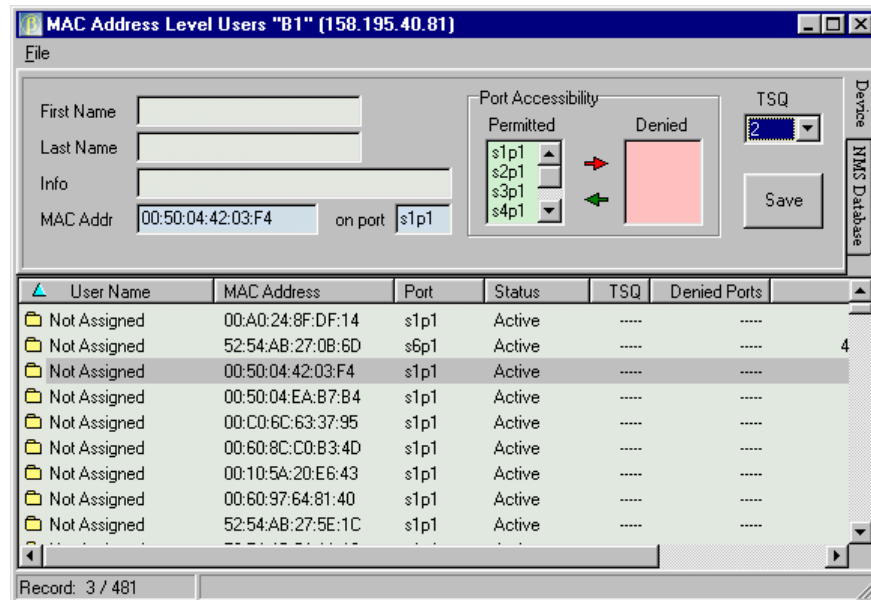 MAC Address Level Users "B1" (158.195.40.81)
File
First Name
Last Name
Info
MAC Addr 00:50:04:42:03:F4 on port s1p1
Port Accessibility
Permitted Denied
s1p1
s2p1
s3p1
s4p1
TSQ
2
Save
Device
NMS Database
User Name MAC Address Port Status TSQ Denied Ports
Not Assigned 00:A0:24:8F:DF:14 s1p1 Active ----- -----
Not Assigned 52:54:AB:27:0B:6D s6p1 Active ----- ----- 4
Not Assigned 00:50:04:42:03:F4 s1p1 Active ----- -----
Not Assigned 00:50:04:EA:B7:B4 s1p1 Active ----- -----
Not Assigned 00:C0:6C:63:37:95 s1p1 Active ----- -----
Not Assigned 00:60:8C:C0:B3:4D s1p1 Active ----- -----
Not Assigned 00:10:5A:20:E6:43 s1p1 Active ----- -----
Not Assigned 00:60:97:64:81:40 s1p1 Active ----- -----
Not Assigned 52:54:AB:27:5E:1C s1p1 Active ----- -----
Record: 3 / 481